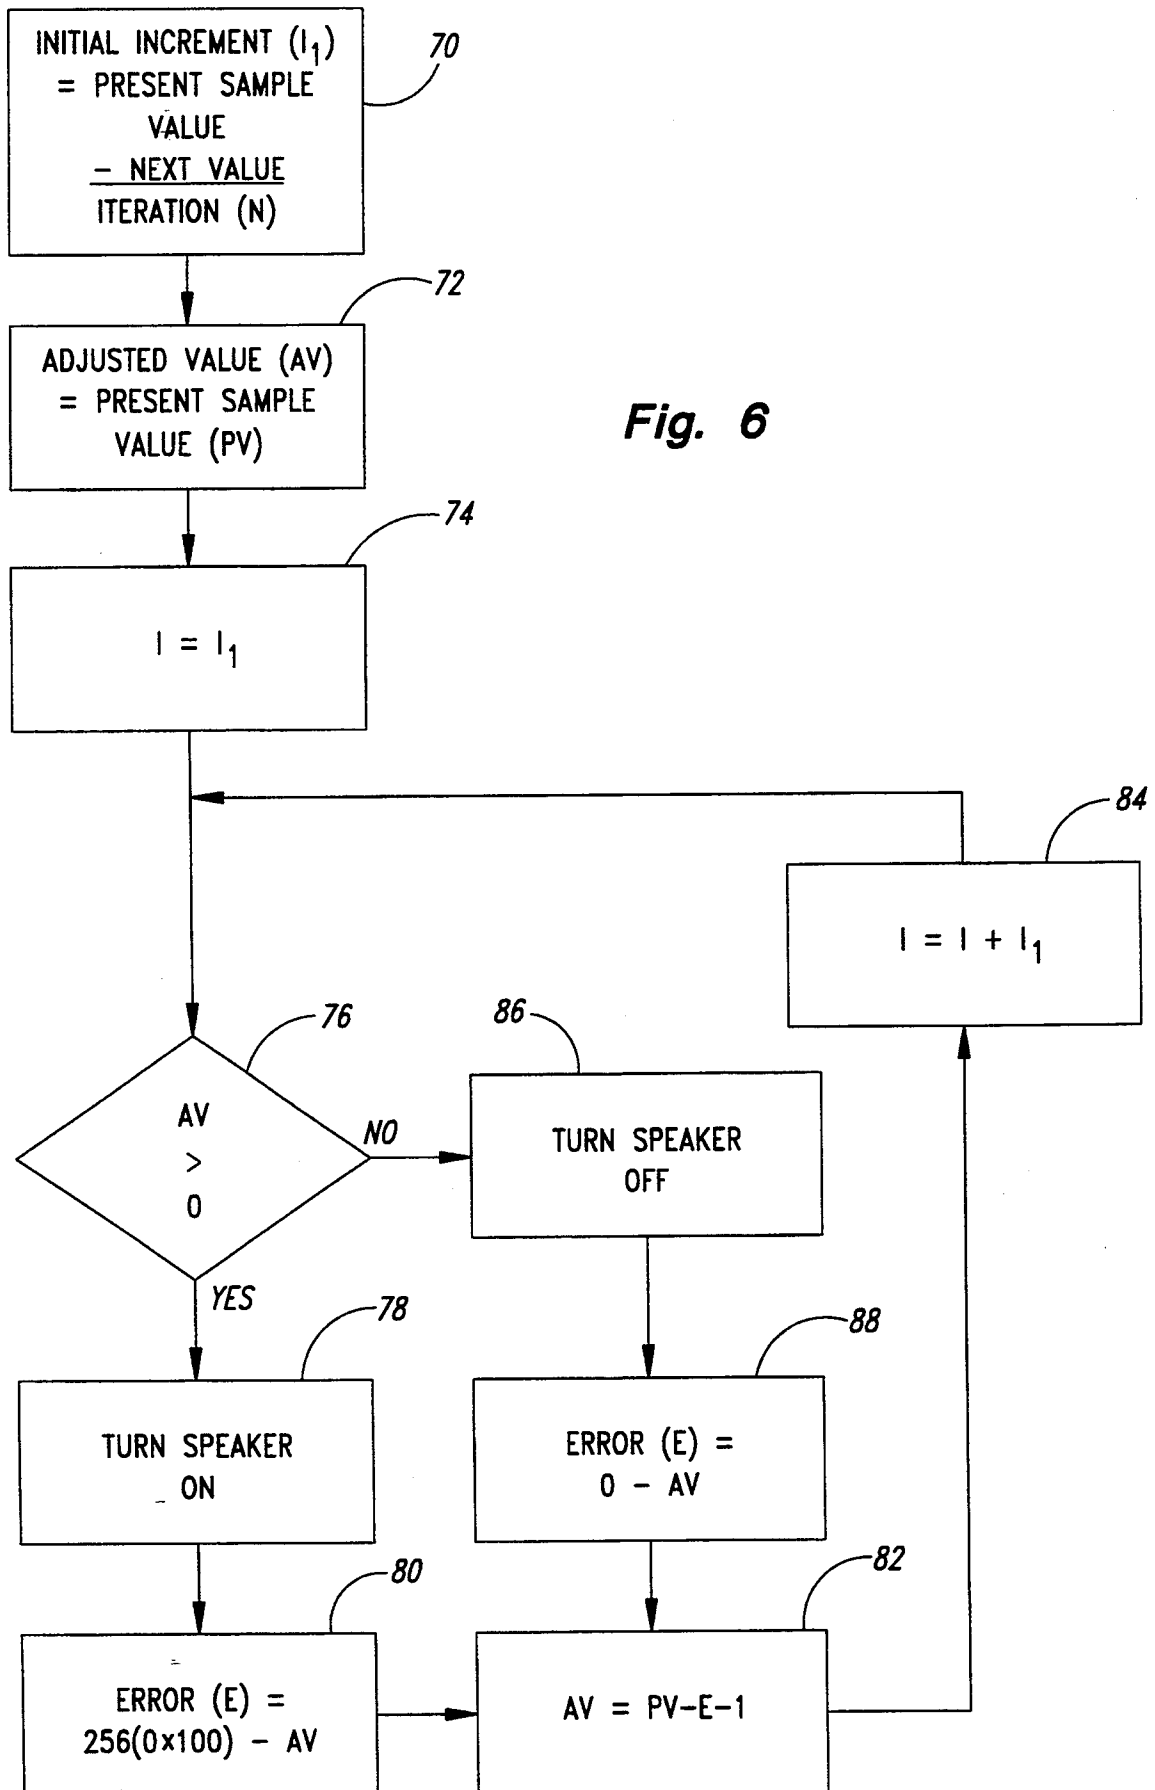 INITIAL INCREMENT (I₁)
= PRESENT SAMPLE
VALUE
– NEXT VALUE
ITERATION (N)
70
72
ADJUSTED VALUE (AV)
= PRESENT SAMPLE
VALUE (PV)
Fig. 6
74
I = I₁
84
I = I + I₁
76
AV
>
0
NO
YES
86
TURN SPEAKER
OFF
78
TURN SPEAKER
ON
88
ERROR (E) =
0 – AV
80
ERROR (E) =
256(0×100) – AV
82
AV = PV–E–1